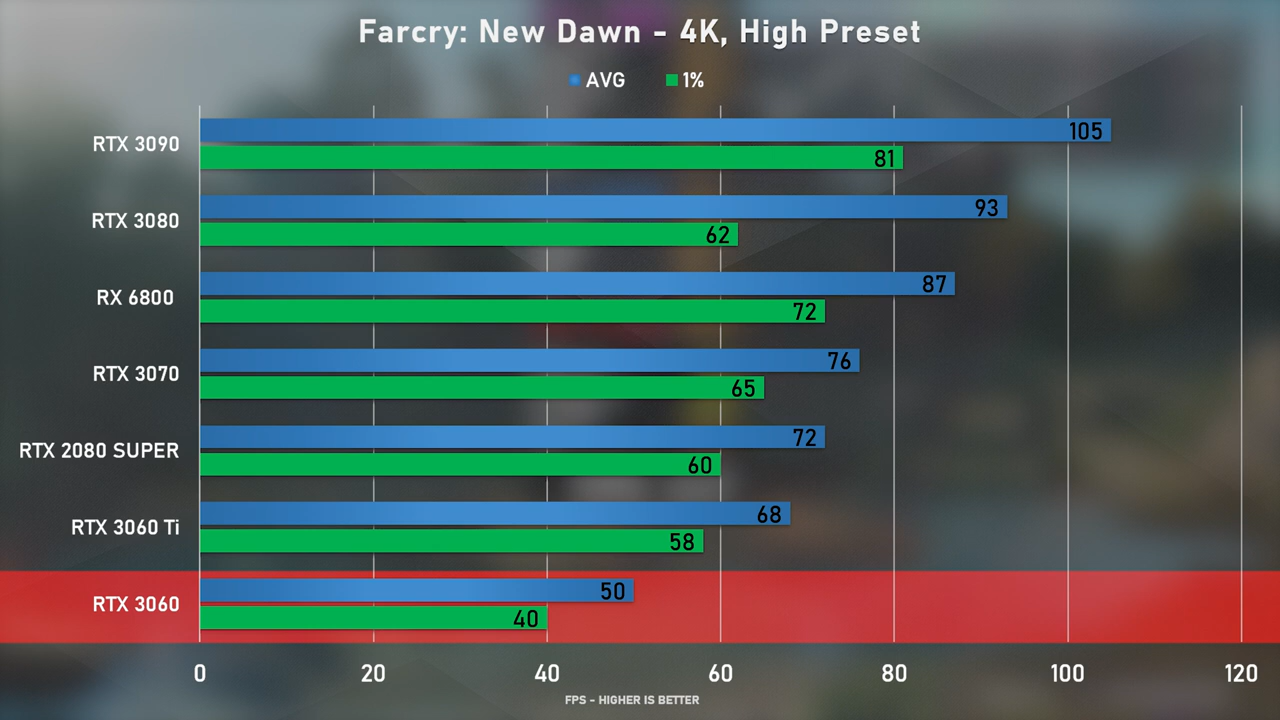 Farcry: New Dawn - 4K, High Preset
AVG 1%
RTX 3090 105
81
RTX 3080 93
62
RX 6800 87
72
RTX 3070 76
65
RTX 2080 SUPER 72
60
RTX 3060 Ti 68
58
RTX 3060 50
40
0 20 40 60 80 100 120
FPS - HIGHER IS BETTER